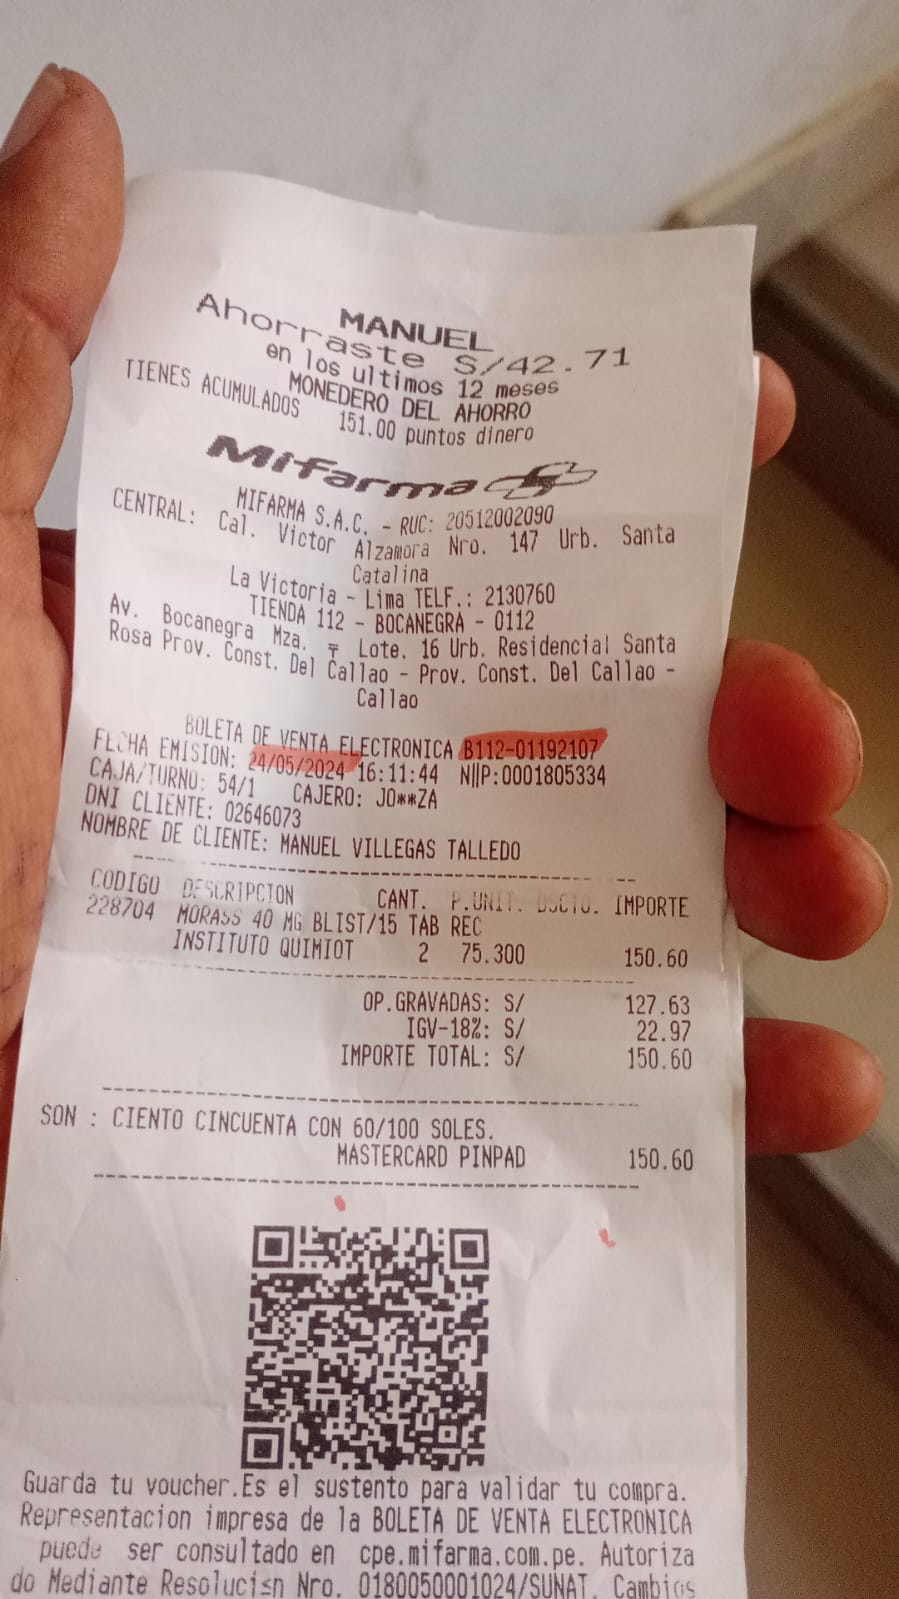 MANUEL
Ahorraste S/42.71
en los ultimos 12 meses
MONEDERO DEL AHORRO
TIENES ACUMULADOS 151.00 puntos dinero
Mifarma
MIFARMA S.A.C. - RUC: 20512002090
CENTRAL: Cal. Victor Alzamora Nro. 147 Urb. Santa
Catalina
La Victoria - Lima TELF.: 2130760
TIENDA 112 - BOCANEGRA - 0112
Av. Bocanegra Mza. Lote. 16 Urb. Residencial Santa
Rosa Prov. Const. Del Callao - Prov. Const. Del Callao -
Callao
BOLETA DE VENTA ELECTRONICA B112-01192107
FECHA EMISION: 24/05/2024 16:11:44 :0001805334
CAJA/TURNO: 54/1 CAJERO: JO**ZA
DNI CLIENTE: 02646073
NOMBRE DE CLIENTE: MANUEL VILLEGAS TALLEDO
CODIGO DESCRIPCION CANT. P.UNIT. DSCTO. IMPORTE
228704 MORASS 40 MG BLIST/15 TAB REC
INSTITUTO QUIMIOT 2 75.300 150.60
OP.GRAVADAS: S/ 127.63
IGV-18%: S/ 22.97
IMPORTE TOTAL: S/ 150.60
SON : CIENTO CINCUENTA CON 60/100 SOLES.
MASTERCARD PINPAD 150.60
Guarda tu voucher.Es el sustento para validar tu compra.
Representacion impresa de la BOLETA DE VENTA ELECTRONICA
puede ser consultado en cpe.mifarma.com.pe. Autoriza
do Mediante Resolución Nro. 0180050001024/SUNAT. Cambios